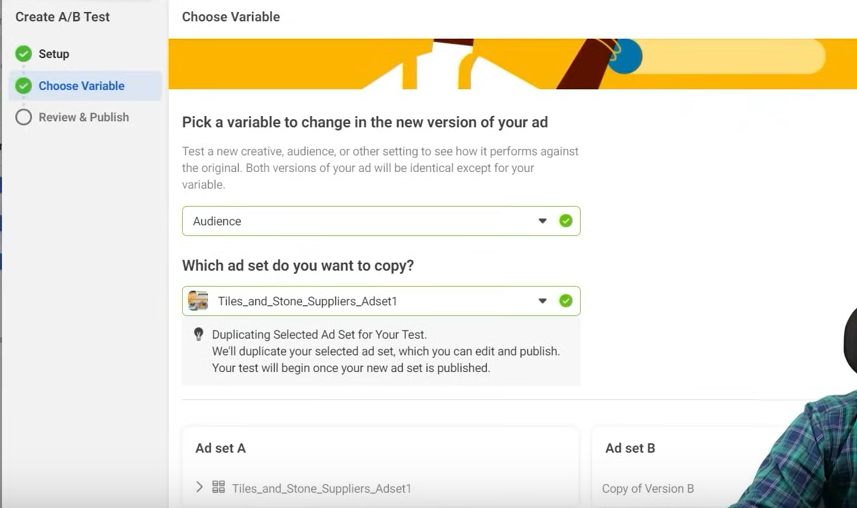 Create A/B Test
Setup
Choose Variable
Review & Publish
Choose Variable
Pick a variable to change in the new version of your ad
Test a new creative, audience, or other setting to see how it performs against
the original. Both versions of your ad will be identical except for your
variable.
Audience
Which ad set do you want to copy?
Tiles_and_Stone_Suppliers_Adset1
Duplicating Selected Ad Set for Your Test.
We'll duplicate your selected ad set, which you can edit and publish.
Your test will begin once your new ad set is published.
Ad set A
Tiles_and_Stone_Suppliers_Adset1
Ad set B
Copy of Version B